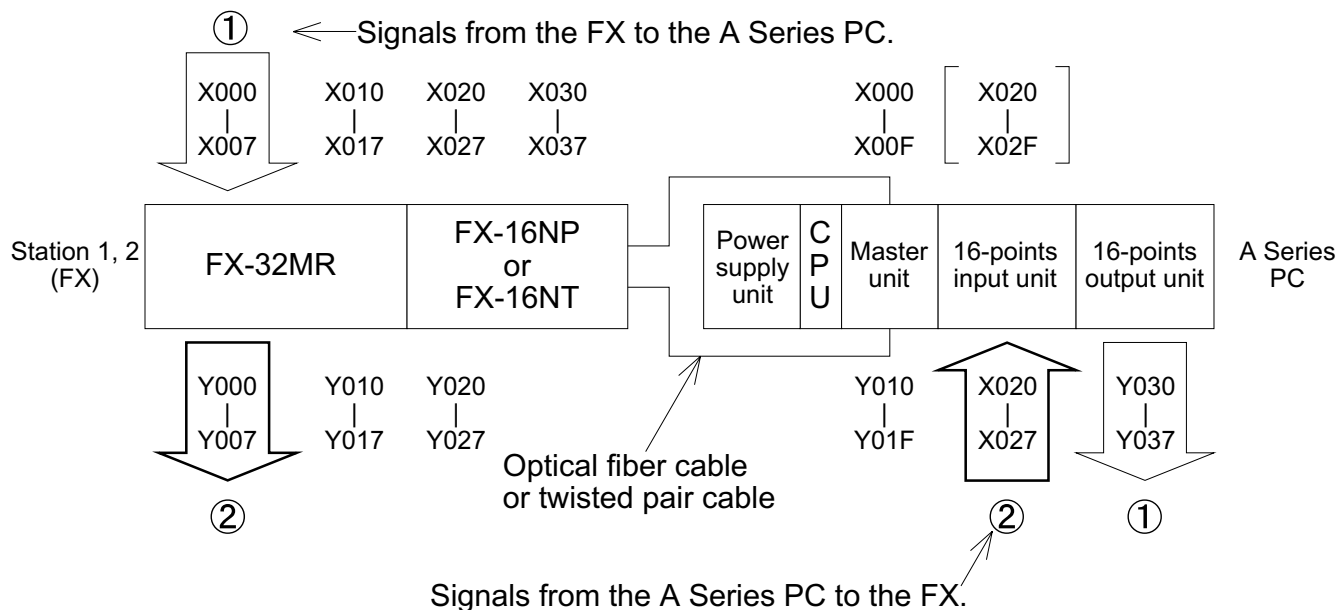 ① Signals from the FX to the A Series PC.
X000 X010 X020 X030 X000 X020
X007 X017 X027 X037 X00F X02F
Station 1, 2
(FX)
FX-32MR
FX-16NP
or
FX-16NT
Power
supply
unit
C
P
U
Master
unit
16-points
input unit
16-points
output unit
A Series
PC
Y000 Y010 Y020 Y010 X020 Y030
Y007 Y017 Y027 Y01F X027 Y037
Optical fiber cable
or twisted pair cable
② ② ①
Signals from the A Series PC to the FX.